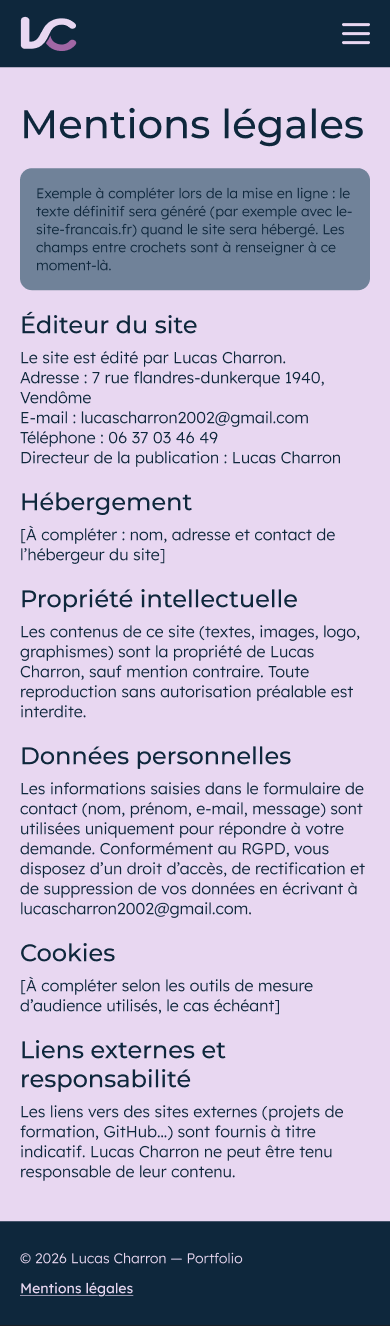 LC
Mentions légales
Exemple à compléter lors de la mise en ligne : le
texte définitif sera généré (par exemple avec le-
site-francais.fr) quand le site sera hébergé. Les
champs entre crochets sont à renseigner à ce
moment-là.
Éditeur du site
Le site est édité par Lucas Charron.
Adresse : 7 rue flandres-dunkerque 1940,
Vendôme
E-mail : lucascharron2002@gmail.com
Téléphone : 06 37 03 46 49
Directeur de la publication : Lucas Charron
Hébergement
[À compléter : nom, adresse et contact de
l’hébergeur du site]
Propriété intellectuelle
Les contenus de ce site (textes, images, logo,
graphismes) sont la propriété de Lucas
Charron, sauf mention contraire. Toute
reproduction sans autorisation préalable est
interdite.
Données personnelles
Les informations saisies dans le formulaire de
contact (nom, prénom, e-mail, message) sont
utilisées uniquement pour répondre à votre
demande. Conformément au RGPD, vous
disposez d’un droit d’accès, de rectification et
de suppression de vos données en écrivant à
lucascharron2002@gmail.com.
Cookies
[À compléter selon les outils de mesure
d’audience utilisés, le cas échéant]
Liens externes et
responsabilité
Les liens vers des sites externes (projets de
formation, GitHub…) sont fournis à titre
indicatif. Lucas Charron ne peut être tenu
responsable de leur contenu.
© 2026 Lucas Charron — Portfolio
Mentions légales